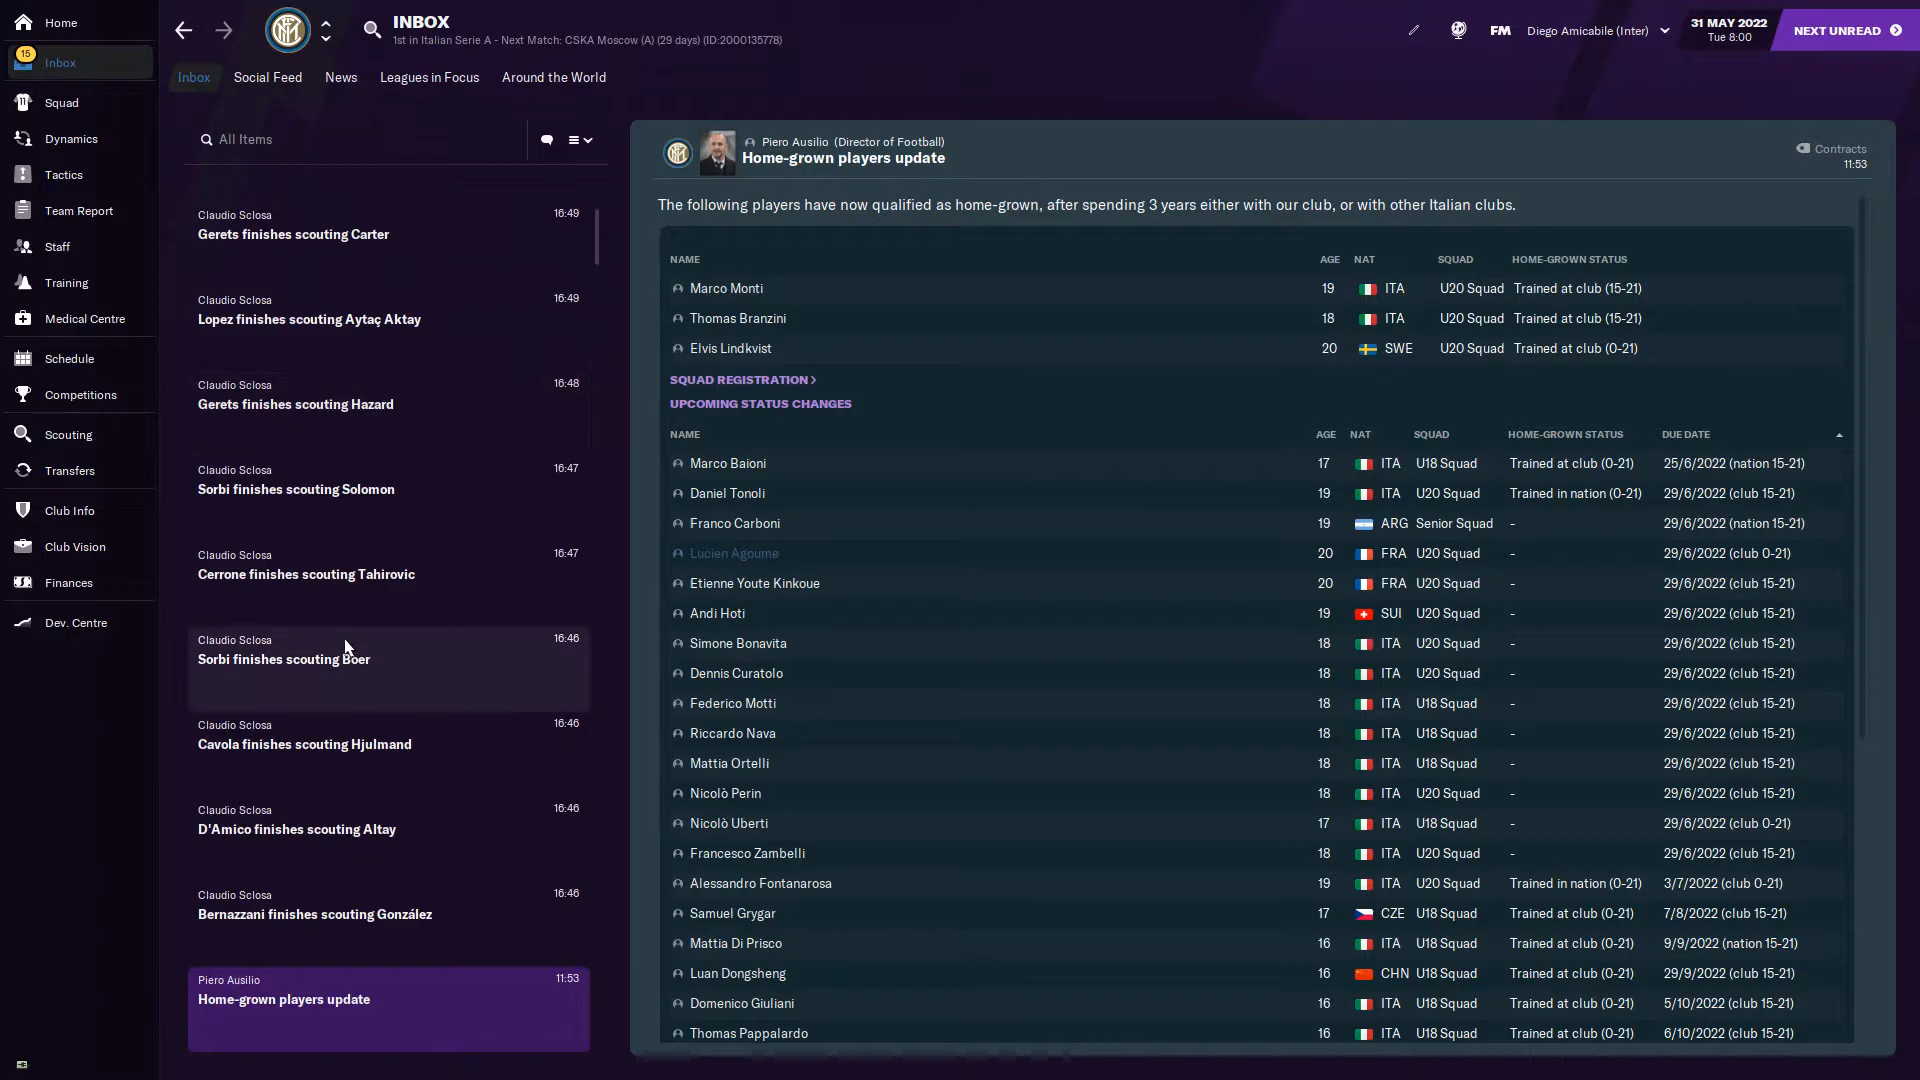 Home
15
Inbox
Squad
Dynamics
Tactics
Team Report
Staff
Training
Medical Centre
Schedule
Competitions
Scouting
Transfers
Club Info
Club Vision
Finances
Dev. Centre
INBOX
1st in Italian Serie A - Next Match: CSKA Moscow (A) (29 days) (ID:2000135778)
FM Diego Amicabile (Inter)
31 MAY 2022
Tue 8:00
NEXT UNREAD
Inbox Social Feed News Leagues in Focus Around the World
All Items
Claudio Sclosa 16:49
Gerets finishes scouting Carter
Claudio Sclosa 16:49
Lopez finishes scouting Aytaç Aktay
Claudio Sclosa 16:48
Gerets finishes scouting Hazard
Claudio Sclosa 16:47
Sorbi finishes scouting Solomon
Claudio Sclosa 16:47
Cerrone finishes scouting Tahirovic
Claudio Sclosa 16:46
Sorbi finishes scouting Boer
Claudio Sclosa 16:46
Cavola finishes scouting Hjulmand
Claudio Sclosa 16:46
D'Amico finishes scouting Altay
Claudio Sclosa 16:46
Bernazzani finishes scouting González
Piero Ausilio 11:53
Home-grown players update
Piero Ausilio (Director of Football)
Home-grown players update
Contracts
11:53
The following players have now qualified as home-grown, after spending 3 years either with our club, or with other Italian clubs.
NAME AGE NAT SQUAD HOME-GROWN STATUS
Marco Monti 19 ITA U20 Squad Trained at club (15-21)
Thomas Branzini 18 ITA U20 Squad Trained at club (15-21)
Elvis Lindkvist 20 SWE U20 Squad Trained at club (0-21)
SQUAD REGISTRATION >
UPCOMING STATUS CHANGES
NAME AGE NAT SQUAD HOME-GROWN STATUS DUE DATE
Marco Baioni 17 ITA U18 Squad Trained at club (0-21) 25/6/2022 (nation 15-21)
Daniel Tonoli 19 ITA U20 Squad Trained in nation (0-21) 29/6/2022 (club 15-21)
Franco Carboni 19 ARG Senior Squad - 29/6/2022 (nation 15-21)
Lucien Agoume 20 FRA U20 Squad - 29/6/2022 (club 0-21)
Etienne Youte Kinkoue 20 FRA U20 Squad - 29/6/2022 (club 15-21)
Andi Hoti 19 SUI U20 Squad - 29/6/2022 (club 15-21)
Simone Bonavita 18 ITA U20 Squad - 29/6/2022 (club 15-21)
Dennis Curatolo 18 ITA U20 Squad - 29/6/2022 (club 15-21)
Federico Motti 18 ITA U18 Squad - 29/6/2022 (club 15-21)
Riccardo Nava 18 ITA U18 Squad - 29/6/2022 (club 15-21)
Mattia Ortelli 18 ITA U18 Squad - 29/6/2022 (club 15-21)
Nicolò Perin 18 ITA U20 Squad - 29/6/2022 (club 15-21)
Nicolò Uberti 17 ITA U18 Squad - 29/6/2022 (club 0-21)
Francesco Zambelli 18 ITA U20 Squad - 29/6/2022 (club 15-21)
Alessandro Fontanarosa 19 ITA U20 Squad Trained in nation (0-21) 3/7/2022 (club 0-21)
Samuel Grygar 17 CZE U18 Squad Trained at club (0-21) 7/8/2022 (club 15-21)
Mattia Di Prisco 16 ITA U18 Squad Trained at club (0-21) 9/9/2022 (nation 15-21)
Luan Dongsheng 16 CHN U18 Squad Trained at club (0-21) 29/9/2022 (club 15-21)
Domenico Giuliani 16 ITA U18 Squad Trained at club (0-21) 5/10/2022 (club 15-21)
Thomas Pappalardo 16 ITA U18 Squad Trained at club (0-21) 6/10/2022 (club 15-21)